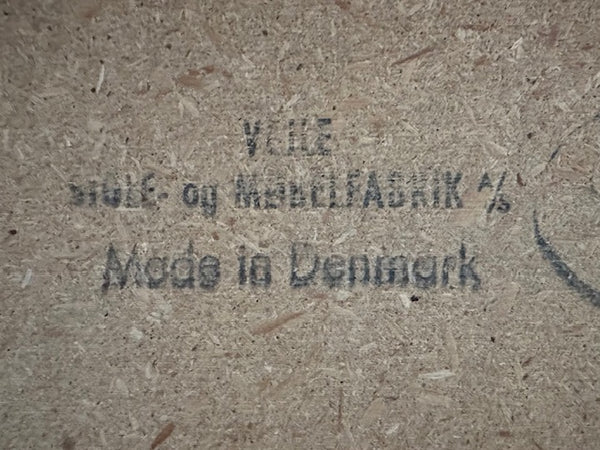 VEJLE
STOLE- og MØBELFABRIK A/S
Made in Denmark